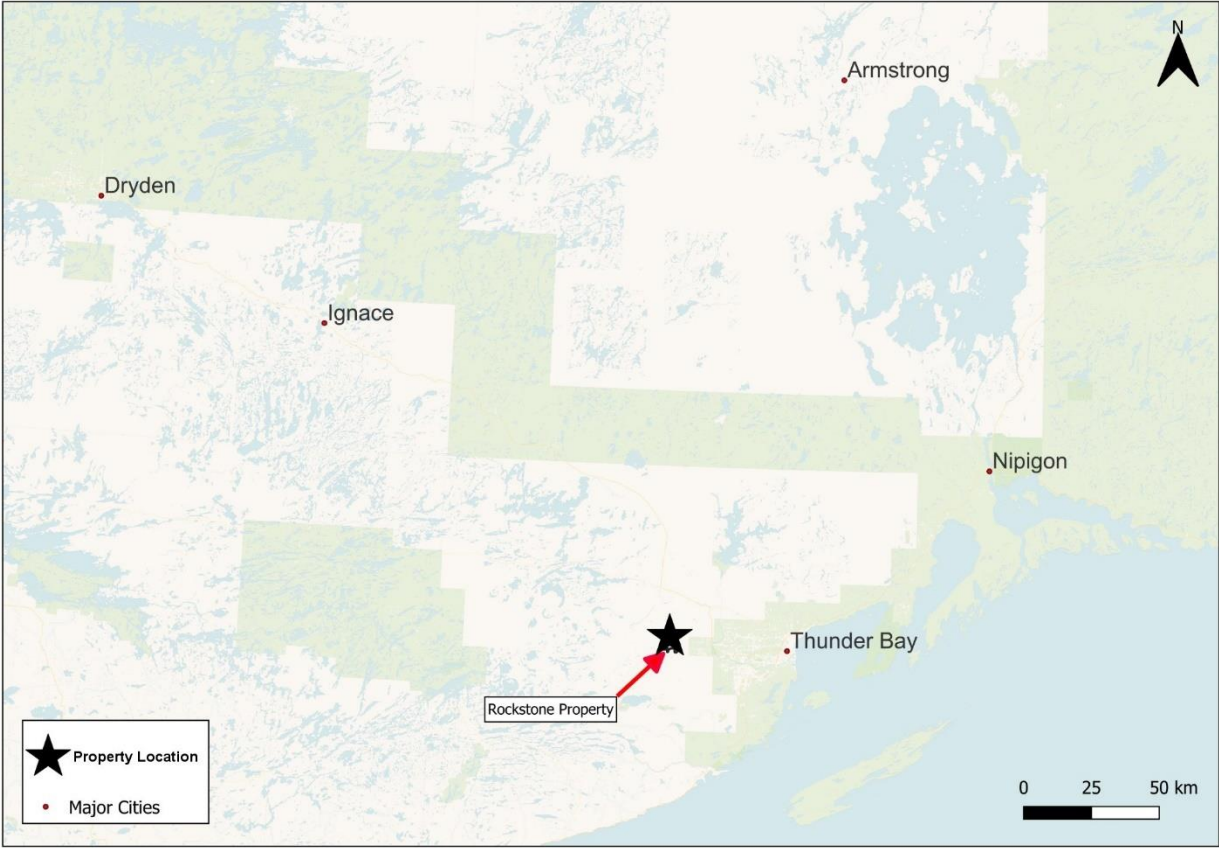 N
Armstrong
Dryden
Ignace
Nipigon
Thunder Bay
Rockstone Property
Property Location
Major Cities
0 25 50 km